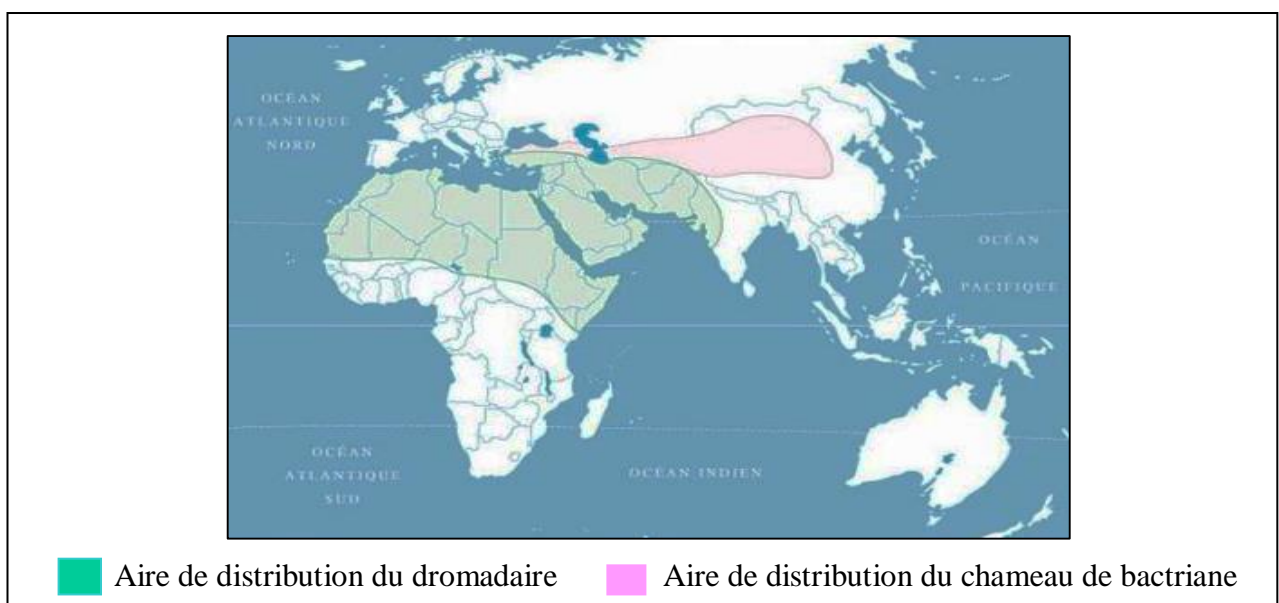 OCÉAN
ATLANTIQUE
NORD
OCÉAN
PACIFIQUE
OCÉAN
ATLANTIQUE
SUD
OCÉAN INDIEN
Aire de distribution du dromadaire
Aire de distribution du chameau de bactriane